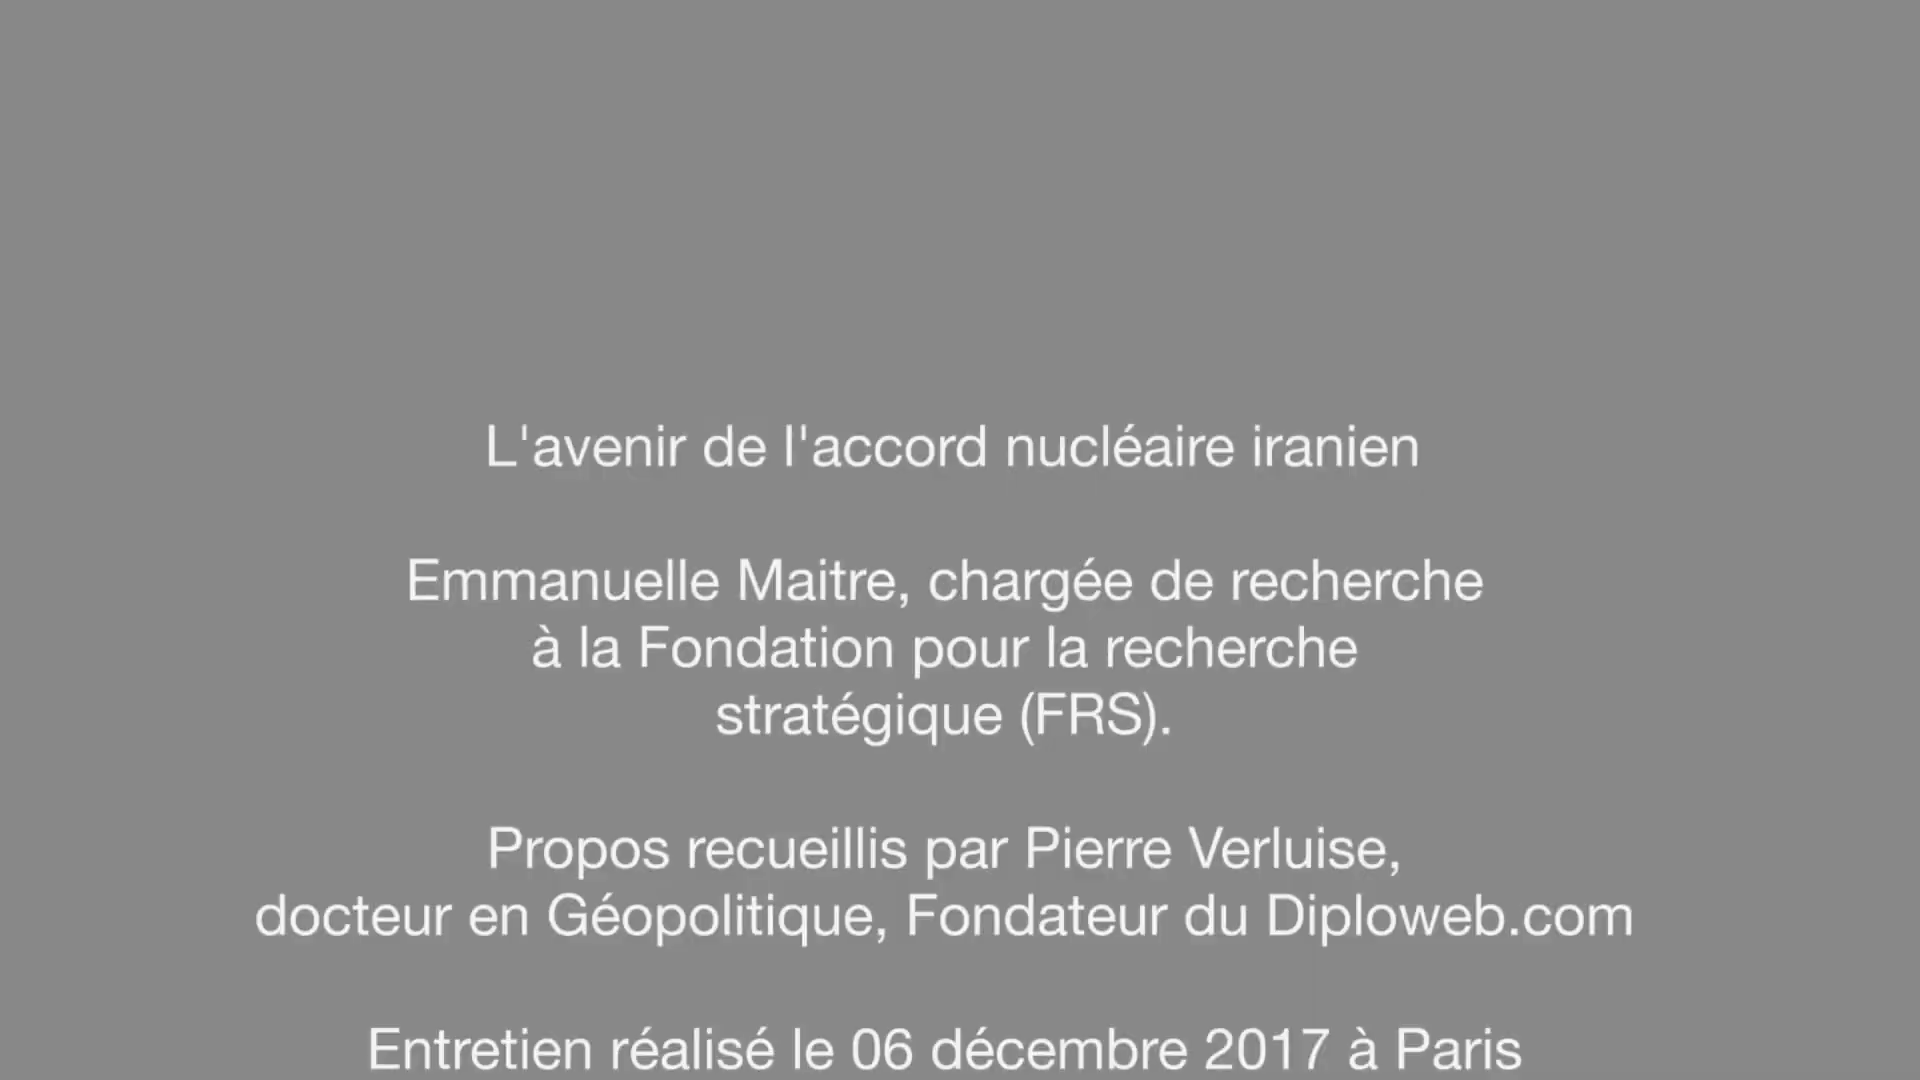 L'avenir de l'accord nucléaire iranien
Emmanuelle Maitre, chargée de recherche
à la Fondation pour la recherche
stratégique (FRS).
Propos recueillis par Pierre Verluise,
docteur en Géopolitique, Fondateur du Diploweb.com
Entretien réalisé le 06 décembre 2017 à Paris